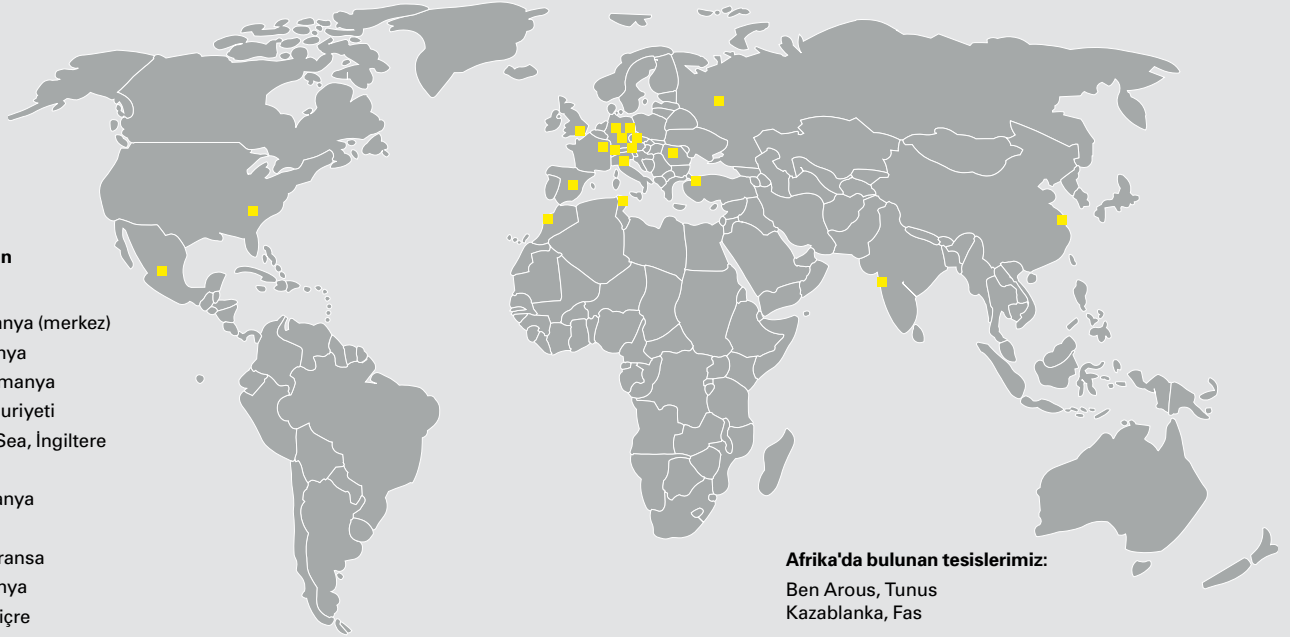 n
nya (merkez)
nya
manya
uriyeti
Sea, İngiltere
anya
ransa
nya
içre
Afrika'da bulunan tesislerimiz:
Ben Arous, Tunus
Kazablanka, Fas